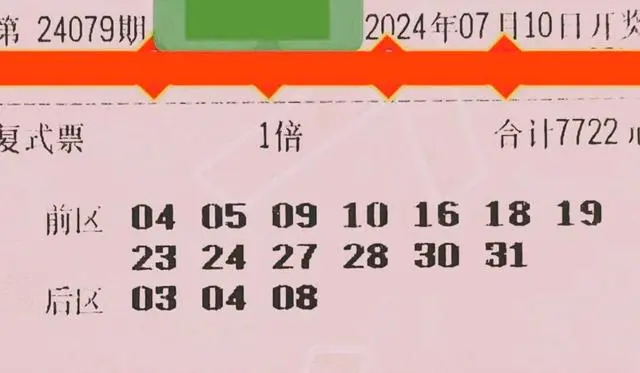 第 24079期 2024年07月10日开奖
复式票 1倍 合计7722元
前区 04 05 09 10 16 18 19
23 24 27 28 30 31
后区 03 04 08